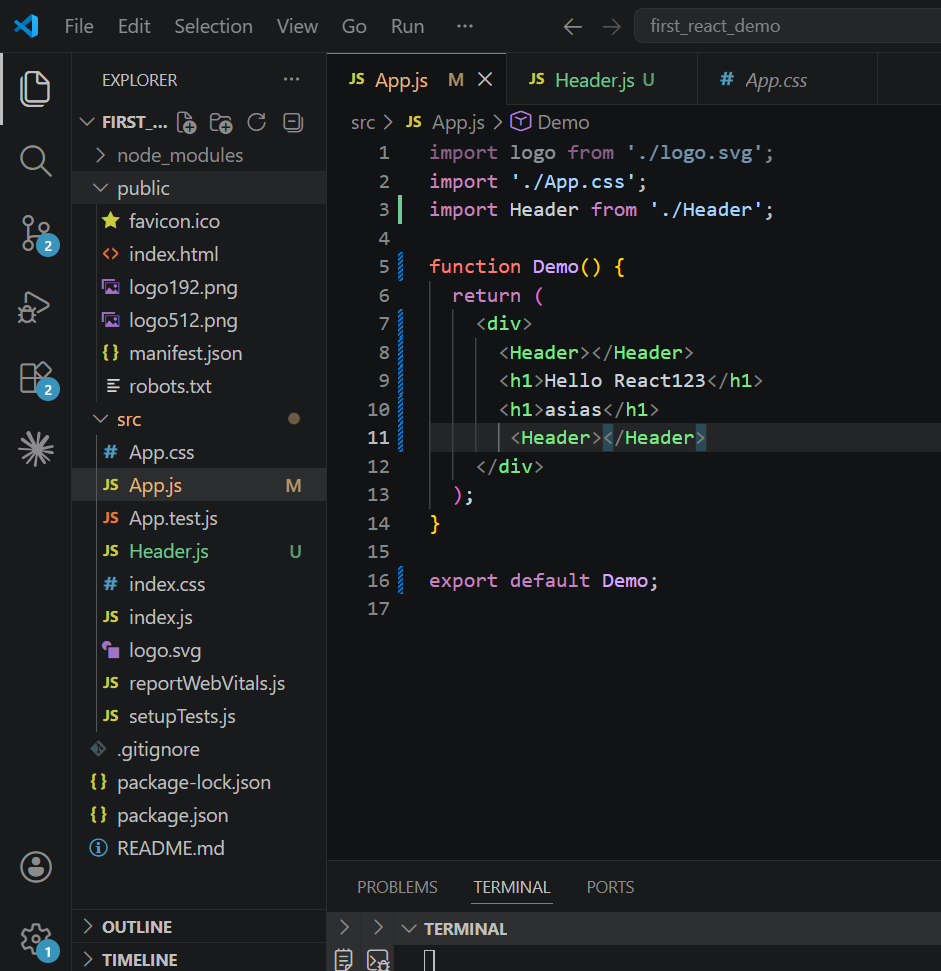 File Edit Selection View Go Run ··· first_react_demo
EXPLORER ···
FIRST_...
node_modules
public
favicon.ico
index.html
logo192.png
logo512.png
{} manifest.json
robots.txt
src
# App.css
JS App.js M
JS App.test.js
JS Header.js U
# index.css
JS index.js
logo.svg
JS reportWebVitals.js
JS setupTests.js
.gitignore
{} package-lock.json
{} package.json
README.md
OUTLINE
TIMELINE
2
2
1
JS App.js M JS Header.js U # App.css
src > JS App.js > Demo
1 import logo from './logo.svg';
2 import './App.css';
3 import Header from './Header';
4
5 function Demo() {
6 return (
7 <div>
8 <Header></Header>
9 <h1>Hello React123</h1>
10 <h1>asias</h1>
11 <Header></Header>
12 </div>
13 );
14 }
15
16 export default Demo;
17
PROBLEMS TERMINAL PORTS
TERMINAL